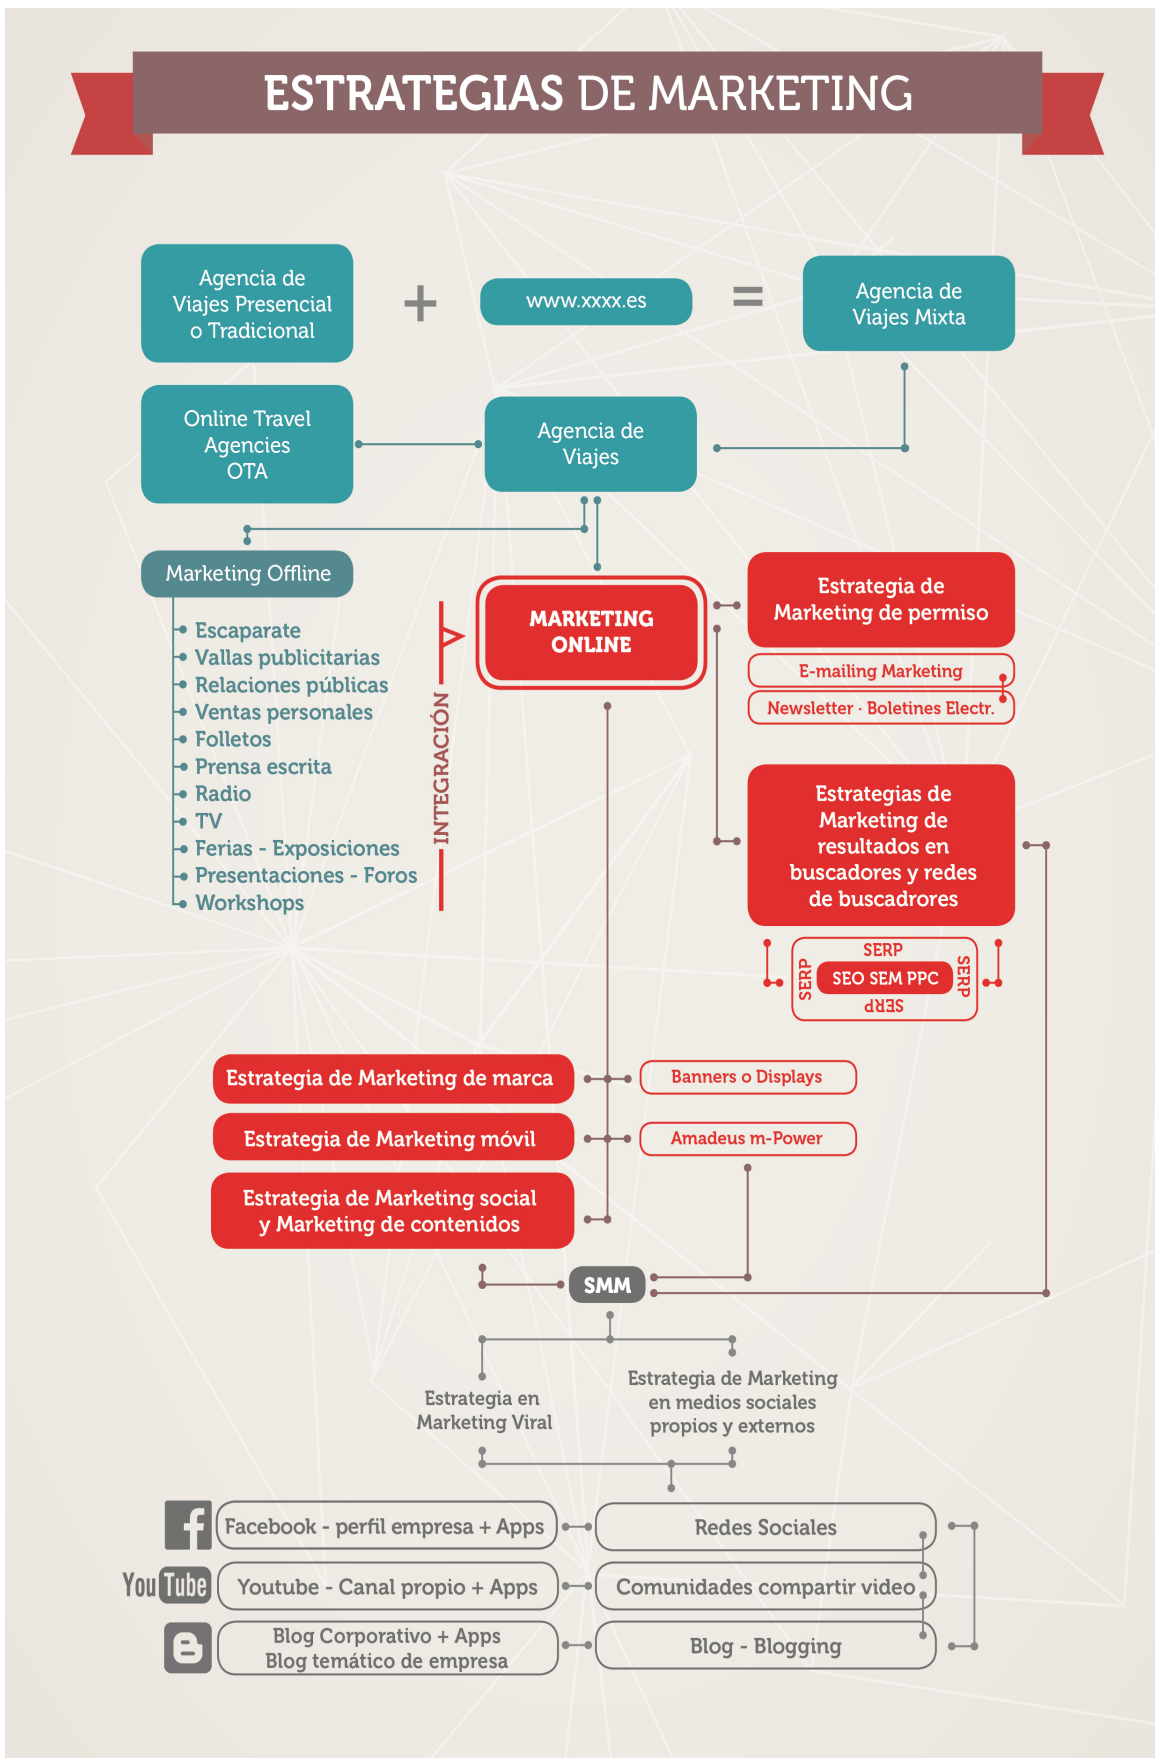 ESTRATEGIAS DE MARKETING
Agencia de
Viajes Presencial
o Tradicional
+
www.xxxx.es
=
Agencia de
Viajes Mixta
Online Travel
Agencies
OTA
Agencia de
Viajes
Marketing Offline
Escaparate
Vallas publicitarias
Relaciones públicas
Ventas personales
Folletos
Prensa escrita
Radio
TV
Ferias - Exposiciones
Presentaciones - Foros
Workshops
INTEGRACIÓN
MARKETING
ONLINE
Estrategia de
Marketing de permiso
E-mailing Marketing
Newsletter · Boletines Electr.
Estrategias de
Marketing de
resultados en
buscadores y redes
de buscadrores
SERP
SERP
SEO SEM PPC
SERP
SERP
Estrategia de Marketing de marca
Banners o Displays
Estrategia de Marketing móvil
Amadeus m-Power
Estrategia de Marketing social
y Marketing de contenidos
SMM
Estrategia en
Marketing Viral
Estrategia de Marketing
en medios sociales
propios y externos
f
Facebook - perfil empresa + Apps
Redes Sociales
YouTube
Youtube - Canal propio + Apps
Comunidades compartir video
B
Blog Corporativo + Apps
Blog temático de empresa
Blog - Blogging